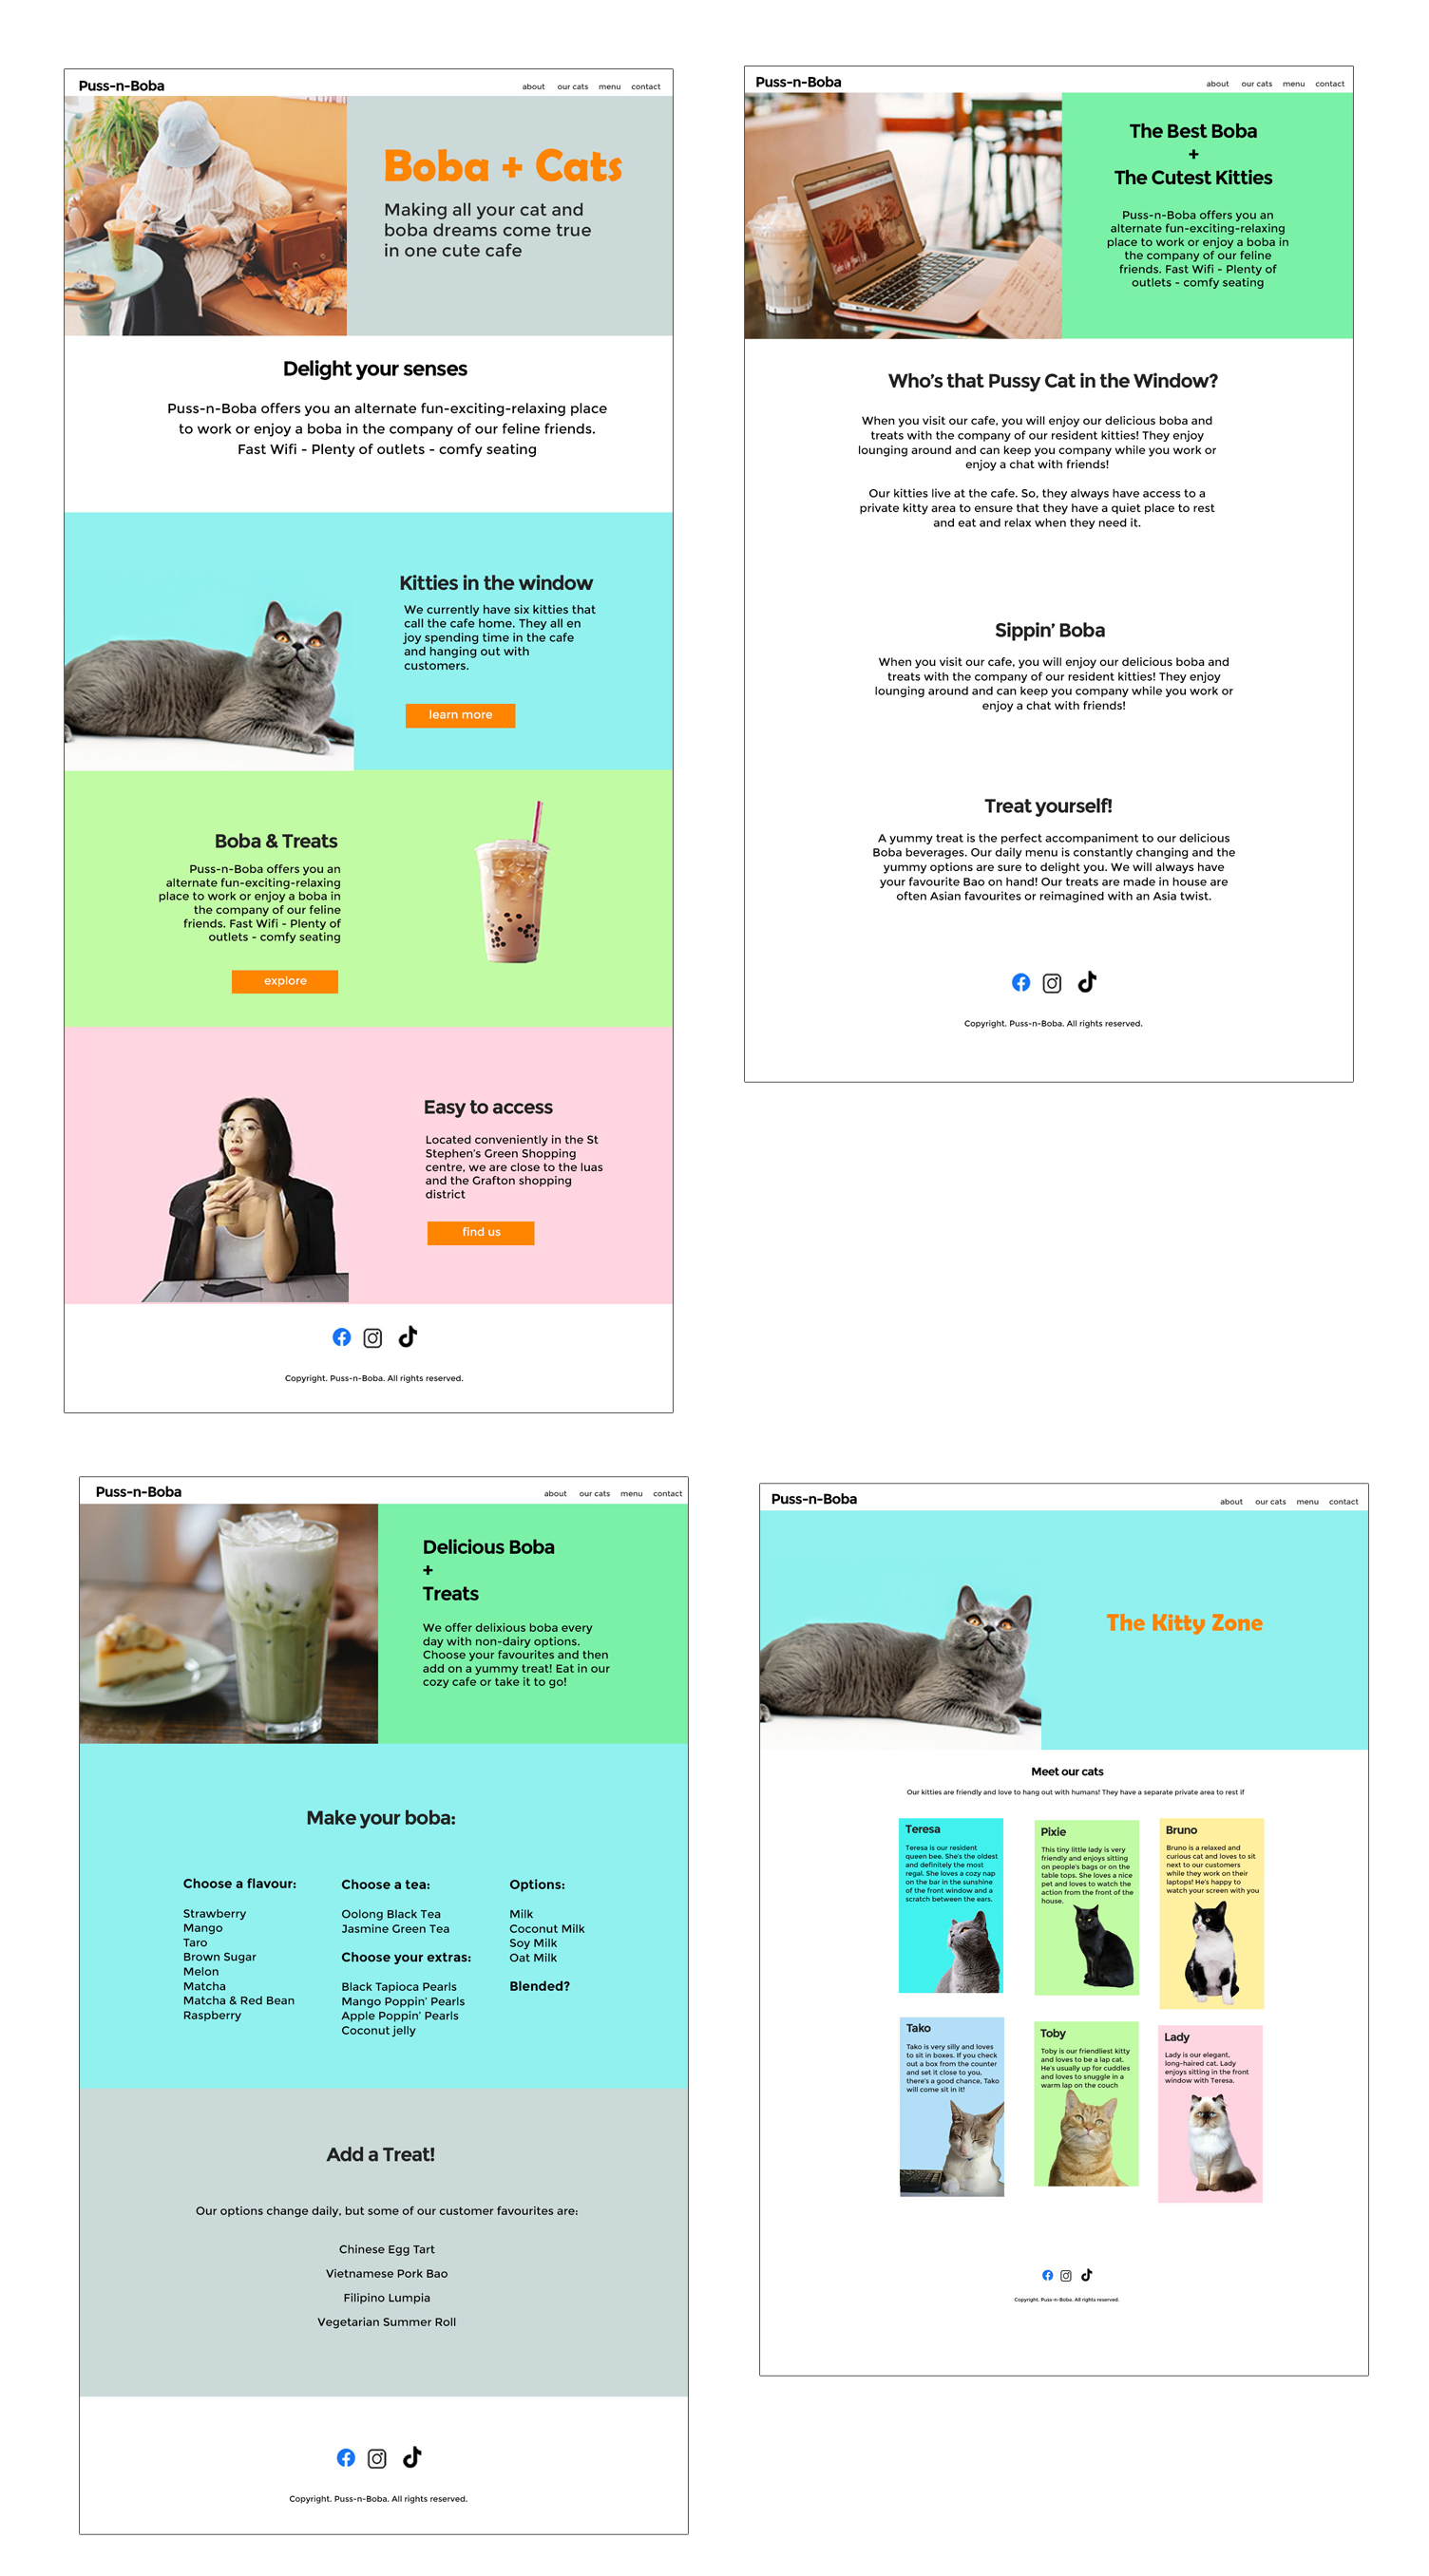 Puss-n-Boba
about our cats menu contact
Boba + Cats
Making all your cat and
boba dreams come true
in one cute cafe
Delight your senses
Puss-n-Boba offers you an alternate fun-exciting-relaxing place
to work or enjoy a boba in the company of our feline friends.
Fast Wifi - Plenty of outlets - comfy seating
Kitties in the window
We currently have six kitties that
call the cafe home. They all en
joy spending time in the cafe
and hanging out with
customers.
learn more
Boba & Treats
Puss-n-Boba offers you an
alternate fun-exciting-relaxing
place to work or enjoy a boba in
the company of our feline
friends. Fast Wifi - Plenty of
outlets - comfy seating
explore
Easy to access
Located conveniently in the St
Stephen's Green Shopping
centre, we are close to the luas
and the Grafton shopping
district
find us
Copyright. Puss-n-Boba. All rights reserved.
Puss-n-Boba
about our cats menu contact
The Best Boba
+
The Cutest Kitties
Puss-n-Boba offers you an
alternate fun-exciting-relaxing
place to work or enjoy a boba in
the company of our feline
friends. Fast Wifi - Plenty of
outlets - comfy seating
Who's that Pussy Cat in the Window?
When you visit our cafe, you will enjoy our delicious boba and
treats with the company of our resident kitties! They enjoy
lounging around and can keep you company while you work or
enjoy a chat with friends!
Our kitties live at the cafe. So, they always have access to a
private kitty area to ensure that they have a quiet place to rest
and eat and relax when they need it.
Sippin' Boba
When you visit our cafe, you will enjoy our delicious boba and
treats with the company of our resident kitties! They enjoy
lounging around and can keep you company while you work or
enjoy a chat with friends!
Treat yourself!
A yummy treat is the perfect accompaniment to our delicious
Boba beverages. Our daily menu is constantly changing and the
yummy options are sure to delight you. We will always have
your favourite Bao on hand! Our treats are made in house are
often Asian favourites or reimagined with an Asia twist.
Copyright. Puss-n-Boba. All rights reserved.
Puss-n-Boba
about our cats menu contact
Delicious Boba
+
Treats
We offer delixious boba every
day with non-dairy options.
Choose your favourites and then
add on a yummy treat! Eat in our
cozy cafe or take it to go!
Make your boba:
Choose a flavour:
Strawberry
Mango
Taro
Brown Sugar
Melon
Matcha
Matcha & Red Bean
Raspberry
Choose a tea:
Oolong Black Tea
Jasmine Green Tea
Choose your extras:
Black Tapioca Pearls
Mango Poppin' Pearls
Apple Poppin' Pearls
Coconut jelly
Options:
Milk
Coconut Milk
Soy Milk
Oat Milk
Blended?
Add a Treat!
Our options change daily, but some of our customer favourites are:
Chinese Egg Tart
Vietnamese Pork Bao
Filipino Lumpia
Vegetarian Summer Roll
Copyright. Puss-n-Boba. All rights reserved.
Puss-n-Boba
about our cats menu contact
The Kitty Zone
Meet our cats
Our kitties are friendly and love to hang out with humans! They have a separate private area to rest if
Teresa
Teresa is our resident
queen bee. She's the oldest
and definitely the most
regal. She loves a cozy nap
on the bar in the sunshine
of the front window and a
scratch between the ears.
Pixie
This tiny little lady is very
friendly and enjoys sitting
on people's bags or on the
table tops. She loves a nice
pet and loves to watch the
action from the front of the
house.
Bruno
Bruno is a relaxed and
curious cat and loves to sit
next to our customers
while they work on their
laptops! He's happy to
watch your screen with you
Tako
Tako is very silly and loves
to sit in boxes. If you check
out a box from the counter
and set it close to you,
there's a good chance, Tako
will come sit in it!
Toby
Toby is our friendliest kitty
and loves to be a lap cat.
He's usually up for cuddles
and loves to snuggle in a
warm lap on the couch
Lady
Lady is our elegant,
long-haired cat. Lady
enjoys sitting in the front
window with Teresa.
Copyright. Puss-n-Boba. All rights reserved.